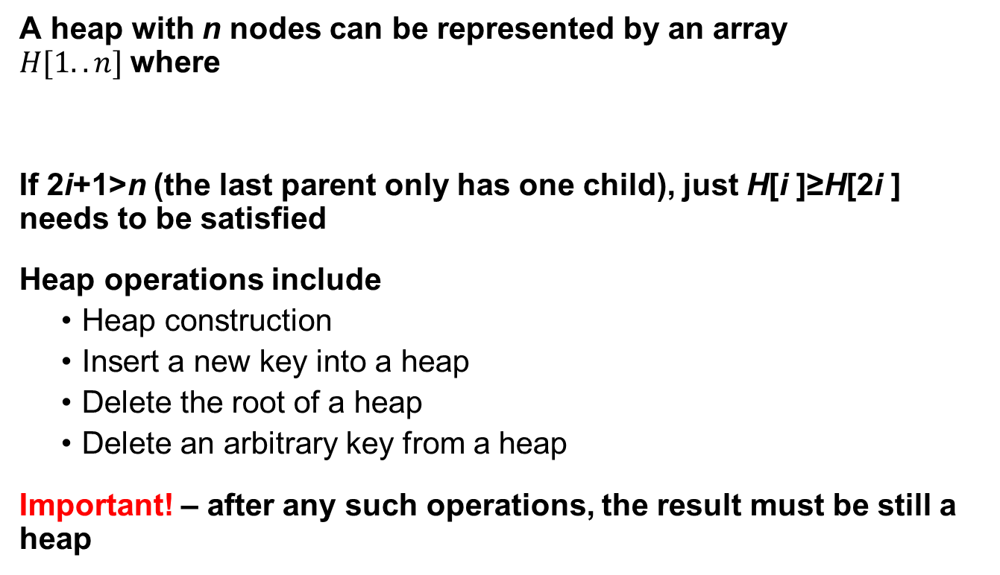 A heap with n nodes can be represented by an array
H[1..n] where
If 2i+1>n (the last parent only has one child), just H[i ]≥H[2i ]
needs to be satisfied
Heap operations include
• Heap construction
• Insert a new key into a heap
• Delete the root of a heap
• Delete an arbitrary key from a heap
Important! – after any such operations, the result must be still a
heap